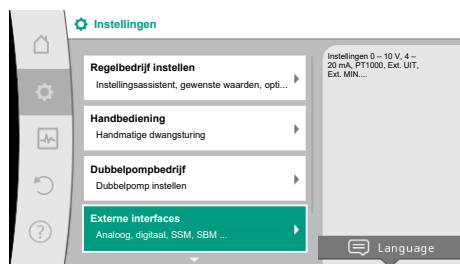 Instellingen
Regelbedrijf instellen
Instellingsassistent, gewenste waarden, opti...
Handbediening
Handmatige dwangsturing
Dubbelpompbedrijf
Dubbelpomp instellen
Externe interfaces
Analoog, digitaal, SSM, SBM ...
Instellingen 0 – 10 V, 4 –
20 mA, PT1000, Ext. UIT,
Ext. MIN....
?
Language